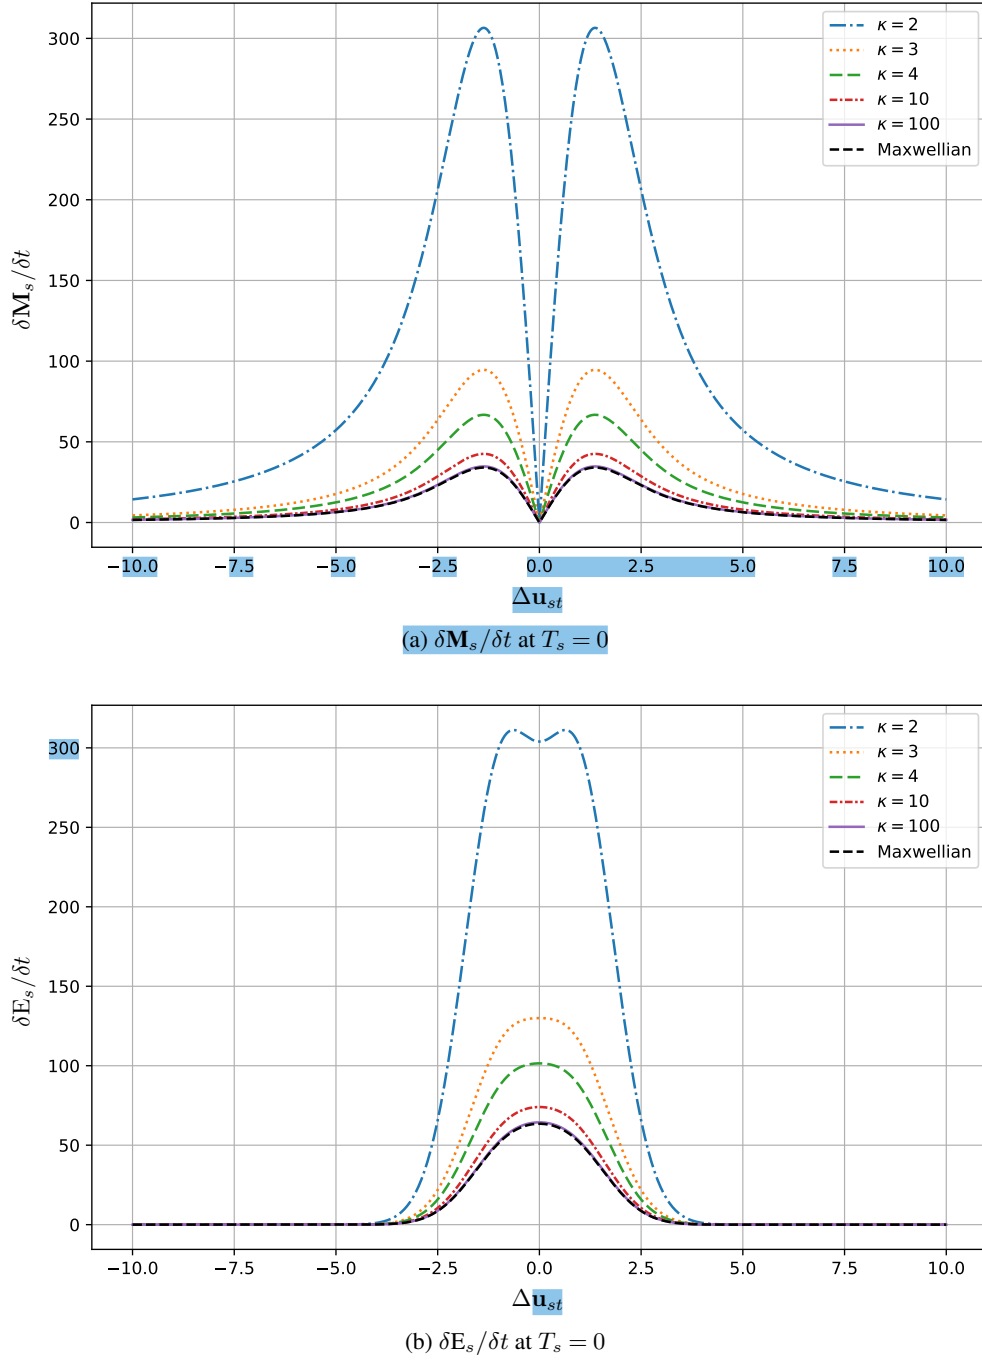 300
250
200
150
100
50
0
δM_s/δt
κ = 2
κ = 3
κ = 4
κ = 10
κ = 100
Maxwellian
−10.0 −7.5 −5.0 −2.5 0.0 2.5 5.0 7.5 10.0
Δu_{st}
(a) δM_s/δt at T_s = 0
300
250
200
150
100
50
0
δE_s/δt
κ = 2
κ = 3
κ = 4
κ = 10
κ = 100
Maxwellian
−10.0 −7.5 −5.0 −2.5 0.0 2.5 5.0 7.5 10.0
Δu_{st}
(b) δE_s/δt at T_s = 0